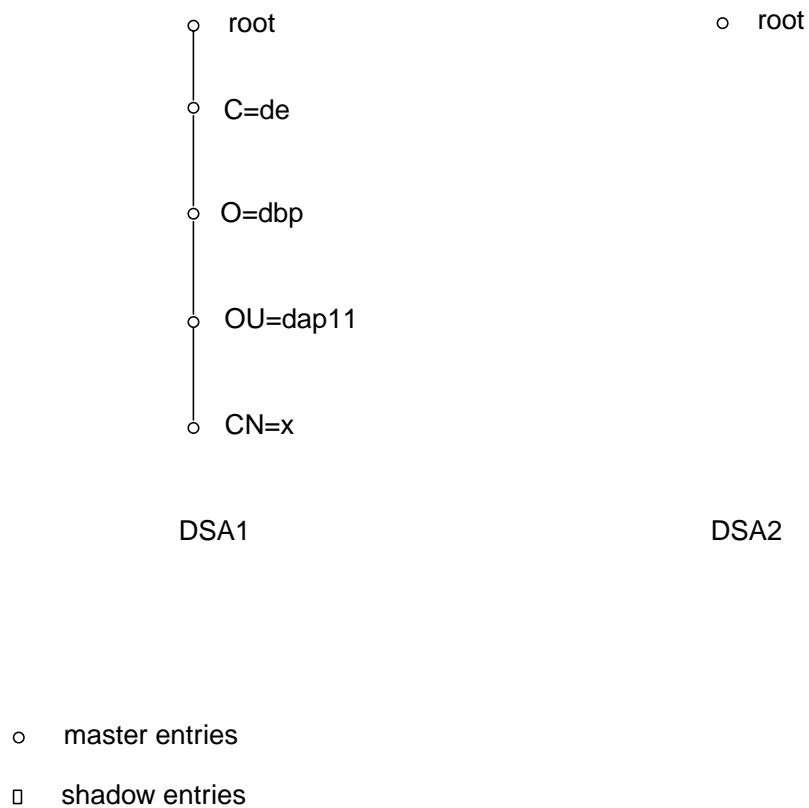 root
root
C=de
O=dbp
OU=dap11
CN=x
DSA1
DSA2
master entries
shadow entries